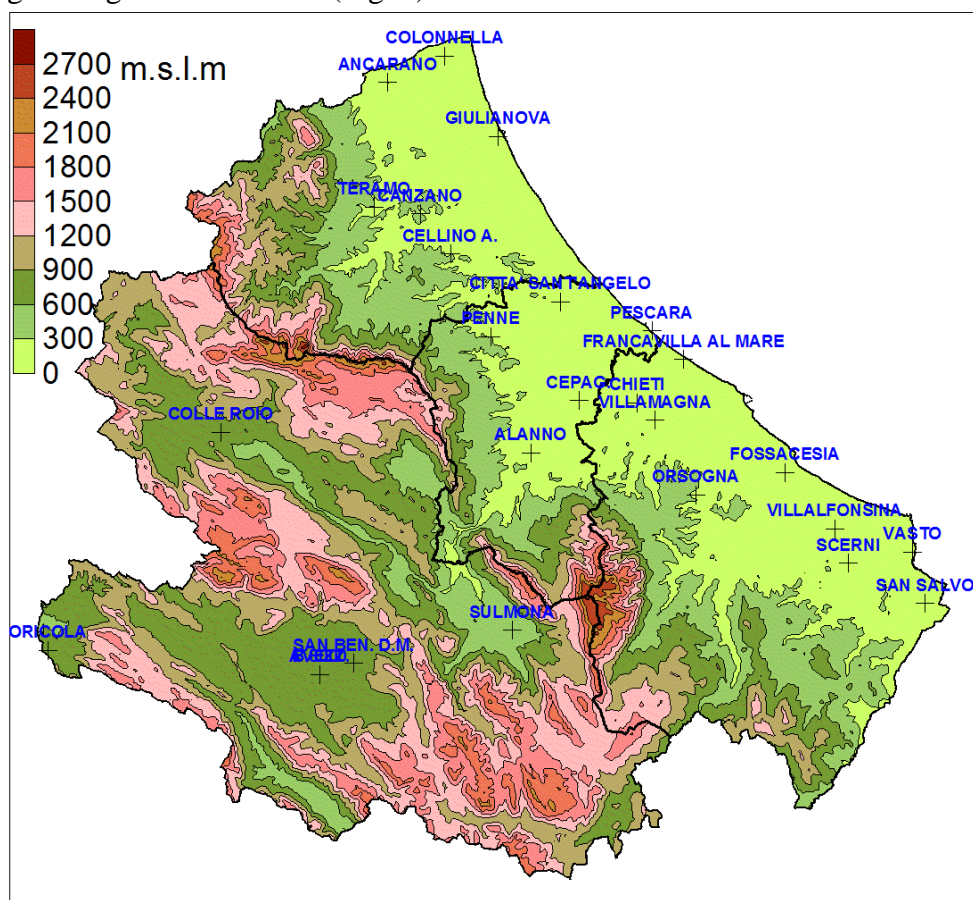 COLONNELLA
2700 m.s.l.m
ANCARANO
2400
2100
GIULIANOVA
1800
1500
TERAMO
CANZANO
1200
CELLINO A.
900
600
CITTA' SANT'ANGELO
300
PENNE
PESCARA
FRANCAVILLA AL MARE
0
CEPAG
CHIETI
VILLAMAGNA
COLLE ROIO
ALANNO
FOSSACESIA
ORSOGNA
VILLALFONSINA
VASTO
SCERNI
SAN SALVO
SULMONA
ORICOLA
SAN BEN. D.M.